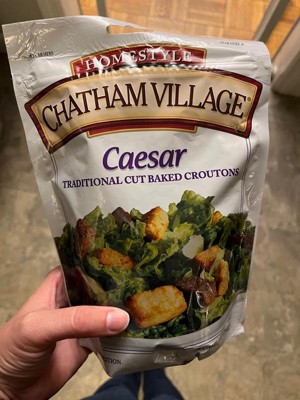 HOMESTYLE
CHATHAM VILLAGE®
Caesar
TRADITIONAL CUT BAKED CROUTONS